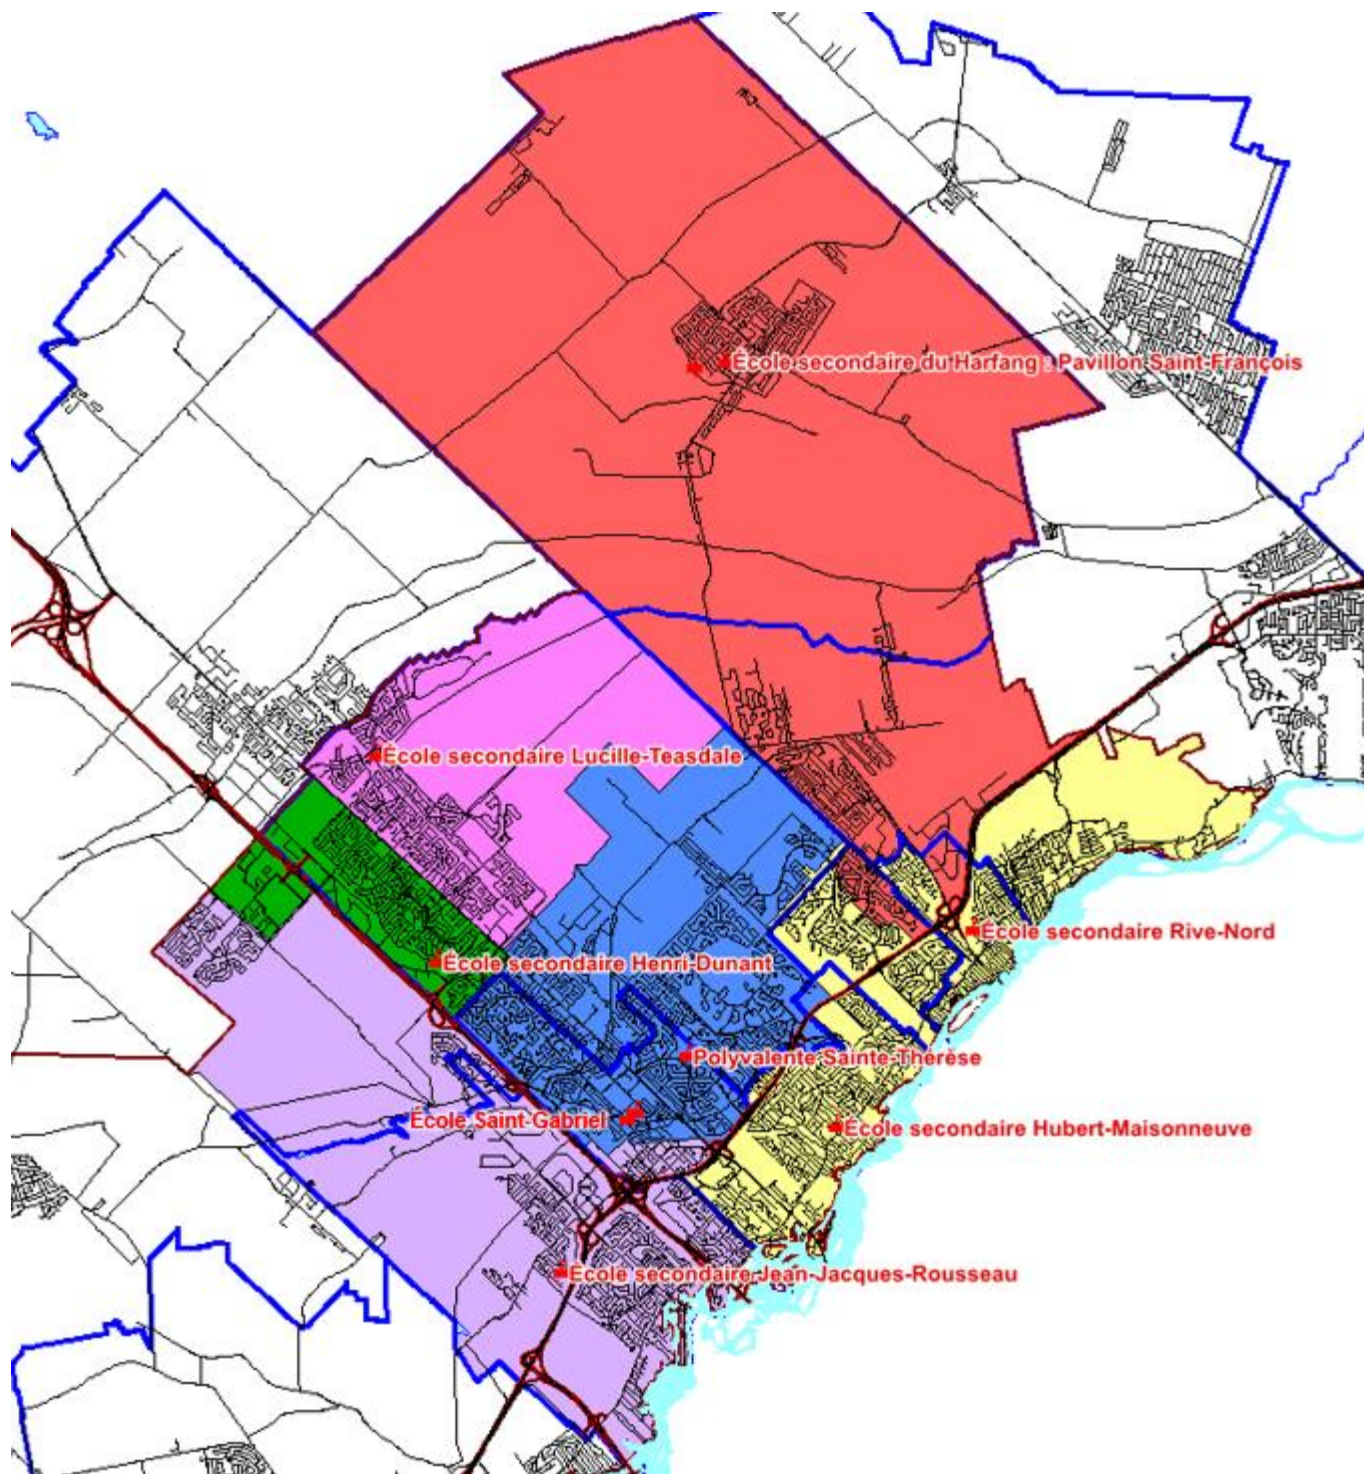 École secondaire du Harfang : Pavillon Saint-François
École secondaire Lucille-Teasdale
École secondaire Rive-Nord
École secondaire Henri-Dunant
Polyvalente Sainte-Thérèse
École Saint-Gabriel
École secondaire Hubert-Maisonneuve
École secondaire Jean-Jacques-Rousseau